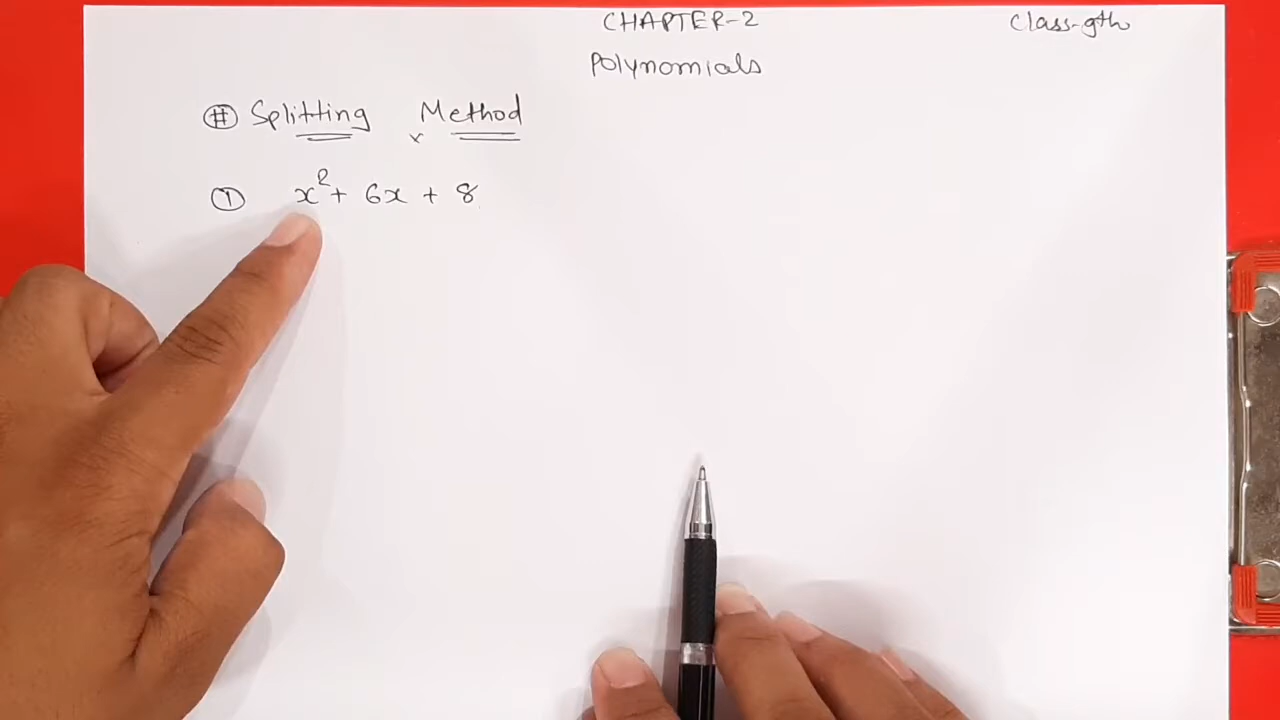 CHAPTER-2 Class-9th
Polynomials
# Splitting Method
① x² + 6x + 8